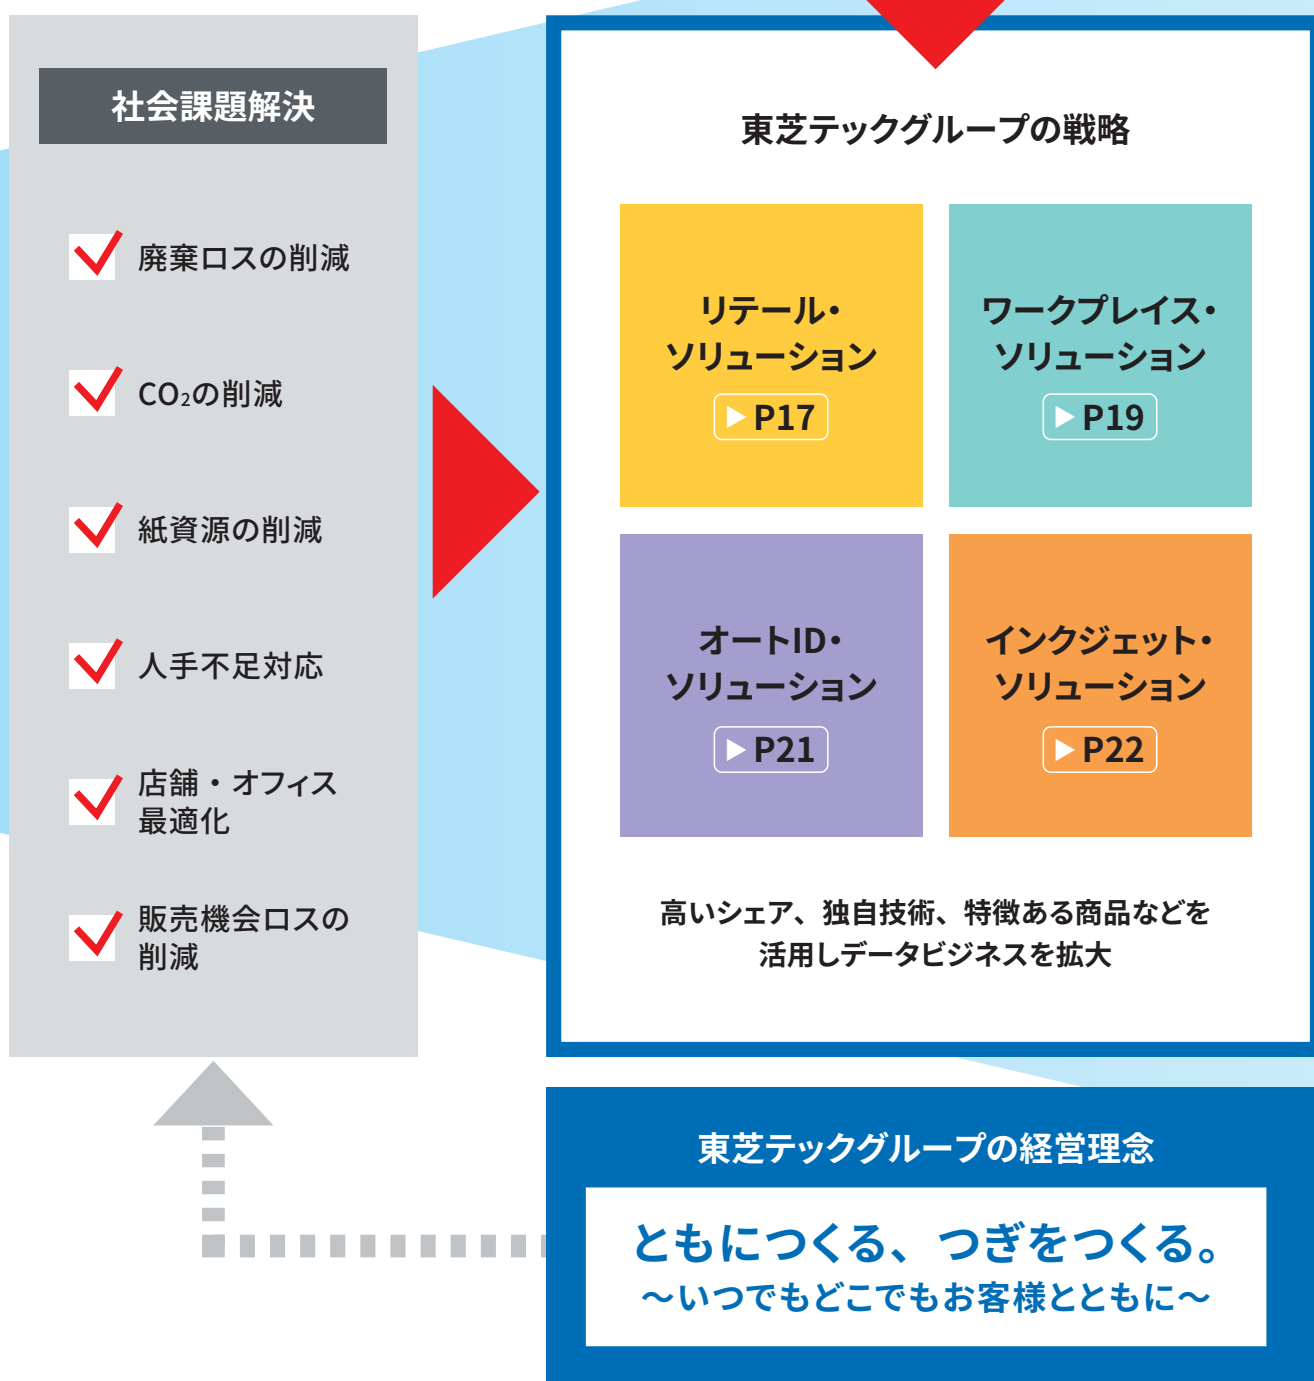 社会課題解決
廃棄ロスの削減
CO₂の削減
紙資源の削減
人手不足対応
店舗・オフィス
最適化
販売機会ロスの
削減
東芝テックグループの戦略
リテール・
ソリューション
P17
ワークプレイス・
ソリューション
P19
オートID・
ソリューション
P21
インクジェット・
ソリューション
P22
高いシェア、独自技術、特徴ある商品などを
活用しデータビジネスを拡大
東芝テックグループの経営理念
ともにつくる、つぎをつくる。
～いつでもどこでもお客様とともに～